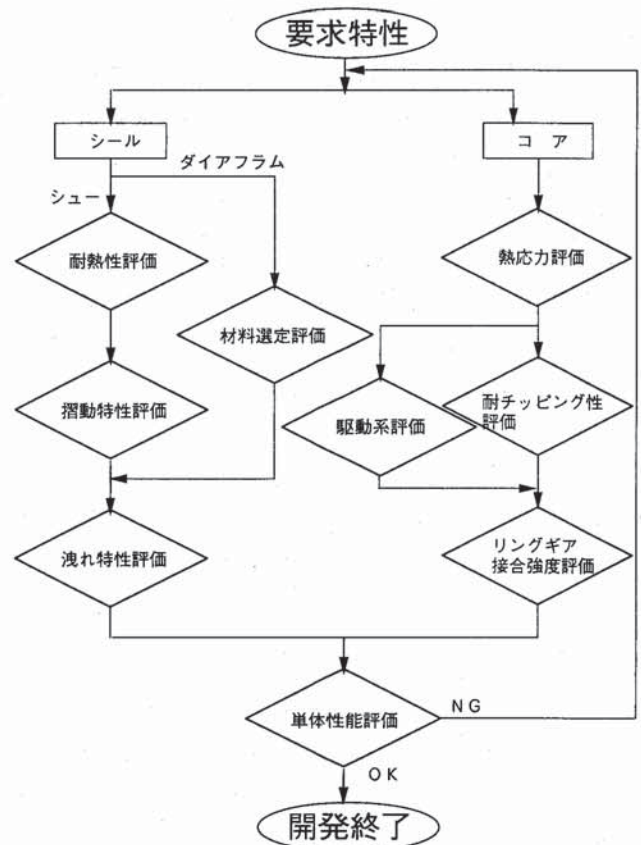 要求特性
シール
コア
ダイアフラム
シュー
耐熱性評価
熱応力評価
材料選定評価
摺動特性評価
駆動系評価
耐チッピング性
評価
洩れ特性評価
リングギア
接合強度評価
単体性能評価
NG
OK
開発終了